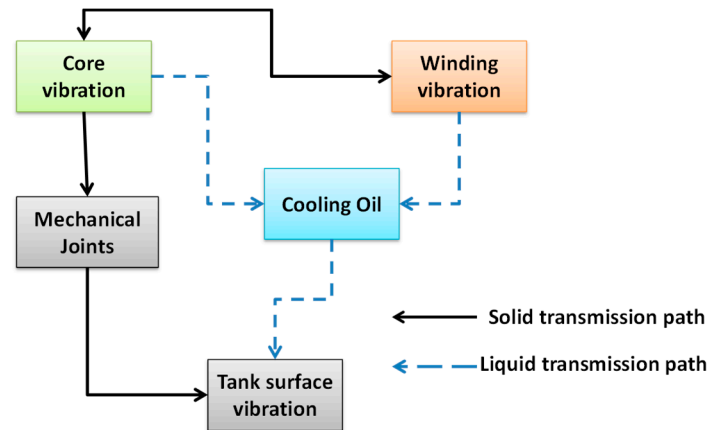 Core
vibration
Winding
vibration
Cooling Oil
Mechanical
Joints
Solid transmission path
Liquid transmission path
Tank surface
vibration